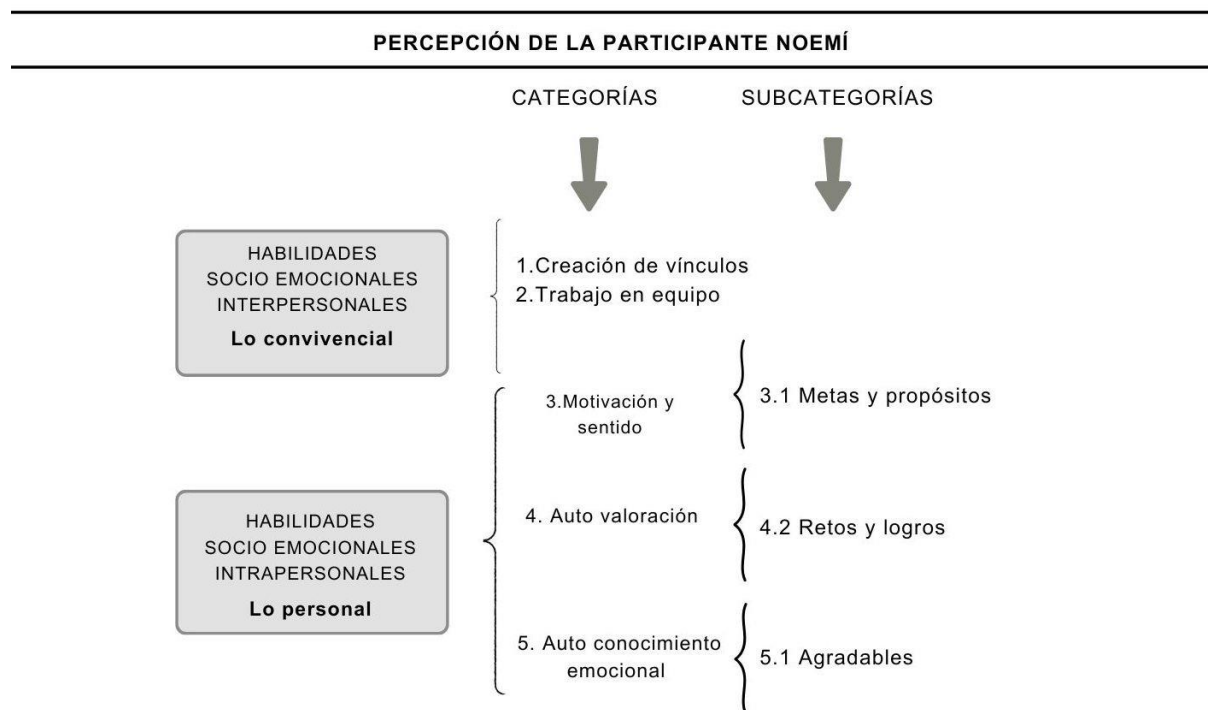 PERCEPCIÓN DE LA PARTICIPANTE NOEMÍ
CATEGORÍAS
SUBCATEGORÍAS
HABILIDADES
SOCIO EMOCIONALES
INTERPERSONALES
Lo convivencial
1.Creación de vínculos
2.Trabajo en equipo
HABILIDADES
SOCIO EMOCIONALES
INTRAPERSONALES
Lo personal
3.Motivación y
sentido
3.1 Metas y propósitos
4. Auto valoración
4.2 Retos y logros
5. Auto conocimiento
emocional
5.1 Agradables